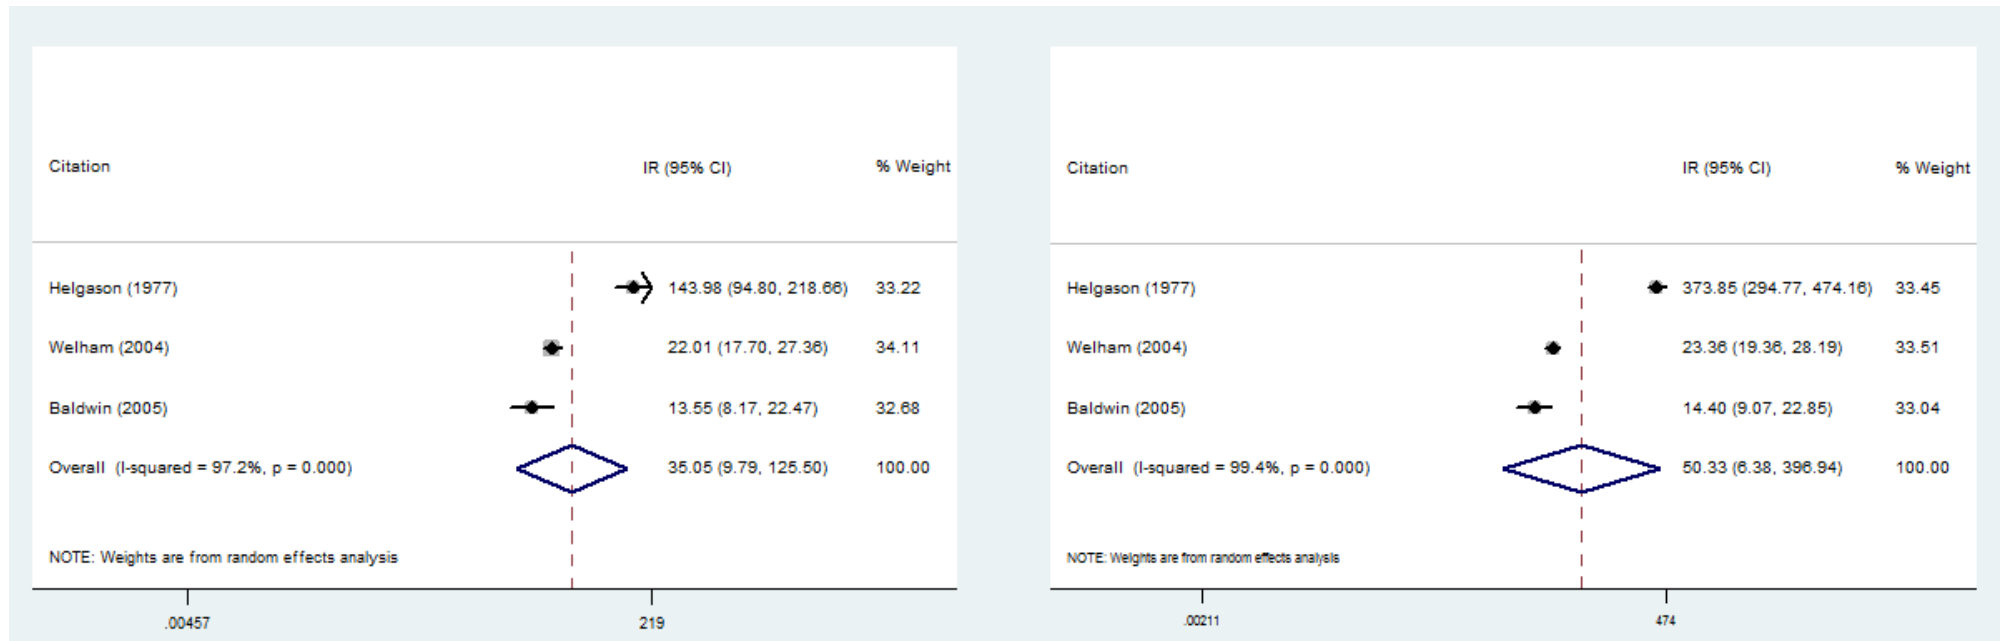 Citation IR (95% CI) % Weight
Helgason (1977) 143.98 (94.80, 218.66) 33.22
Welham (2004) 22.01 (17.70, 27.36) 34.11
Baldwin (2005) 13.55 (8.17, 22.47) 32.68
Overall (I-squared = 97.2%, p = 0.000) 35.05 (9.79, 125.50) 100.00
NOTE: Weights are from random effects analysis
.00457 219
Citation IR (95% CI) % Weight
Helgason (1977) 373.85 (294.77, 474.16) 33.45
Welham (2004) 23.36 (19.36, 28.19) 33.51
Baldwin (2005) 14.40 (9.07, 22.85) 33.04
Overall (I-squared = 99.4%, p = 0.000) 50.33 (6.38, 396.94) 100.00
NOTE: Weights are from random effects analysis
.00211 474